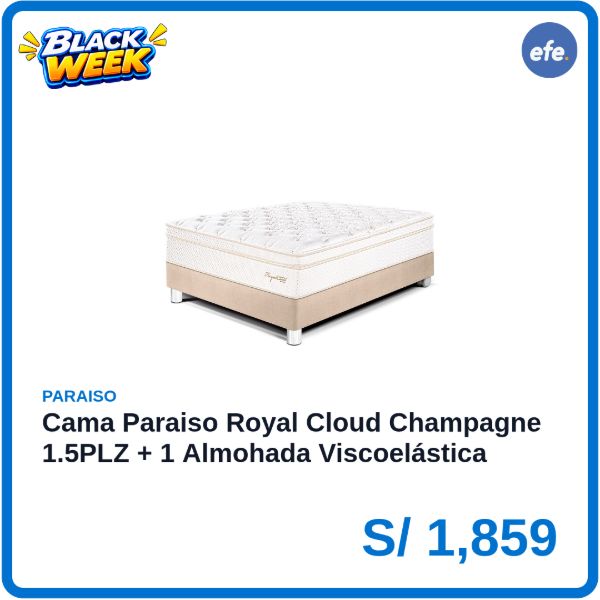 BLACK
WEEK
efe.
PARAISO
Cama Paraiso Royal Cloud Champagne
1.5PLZ + 1 Almohada Viscoelástica
S/ 1,859